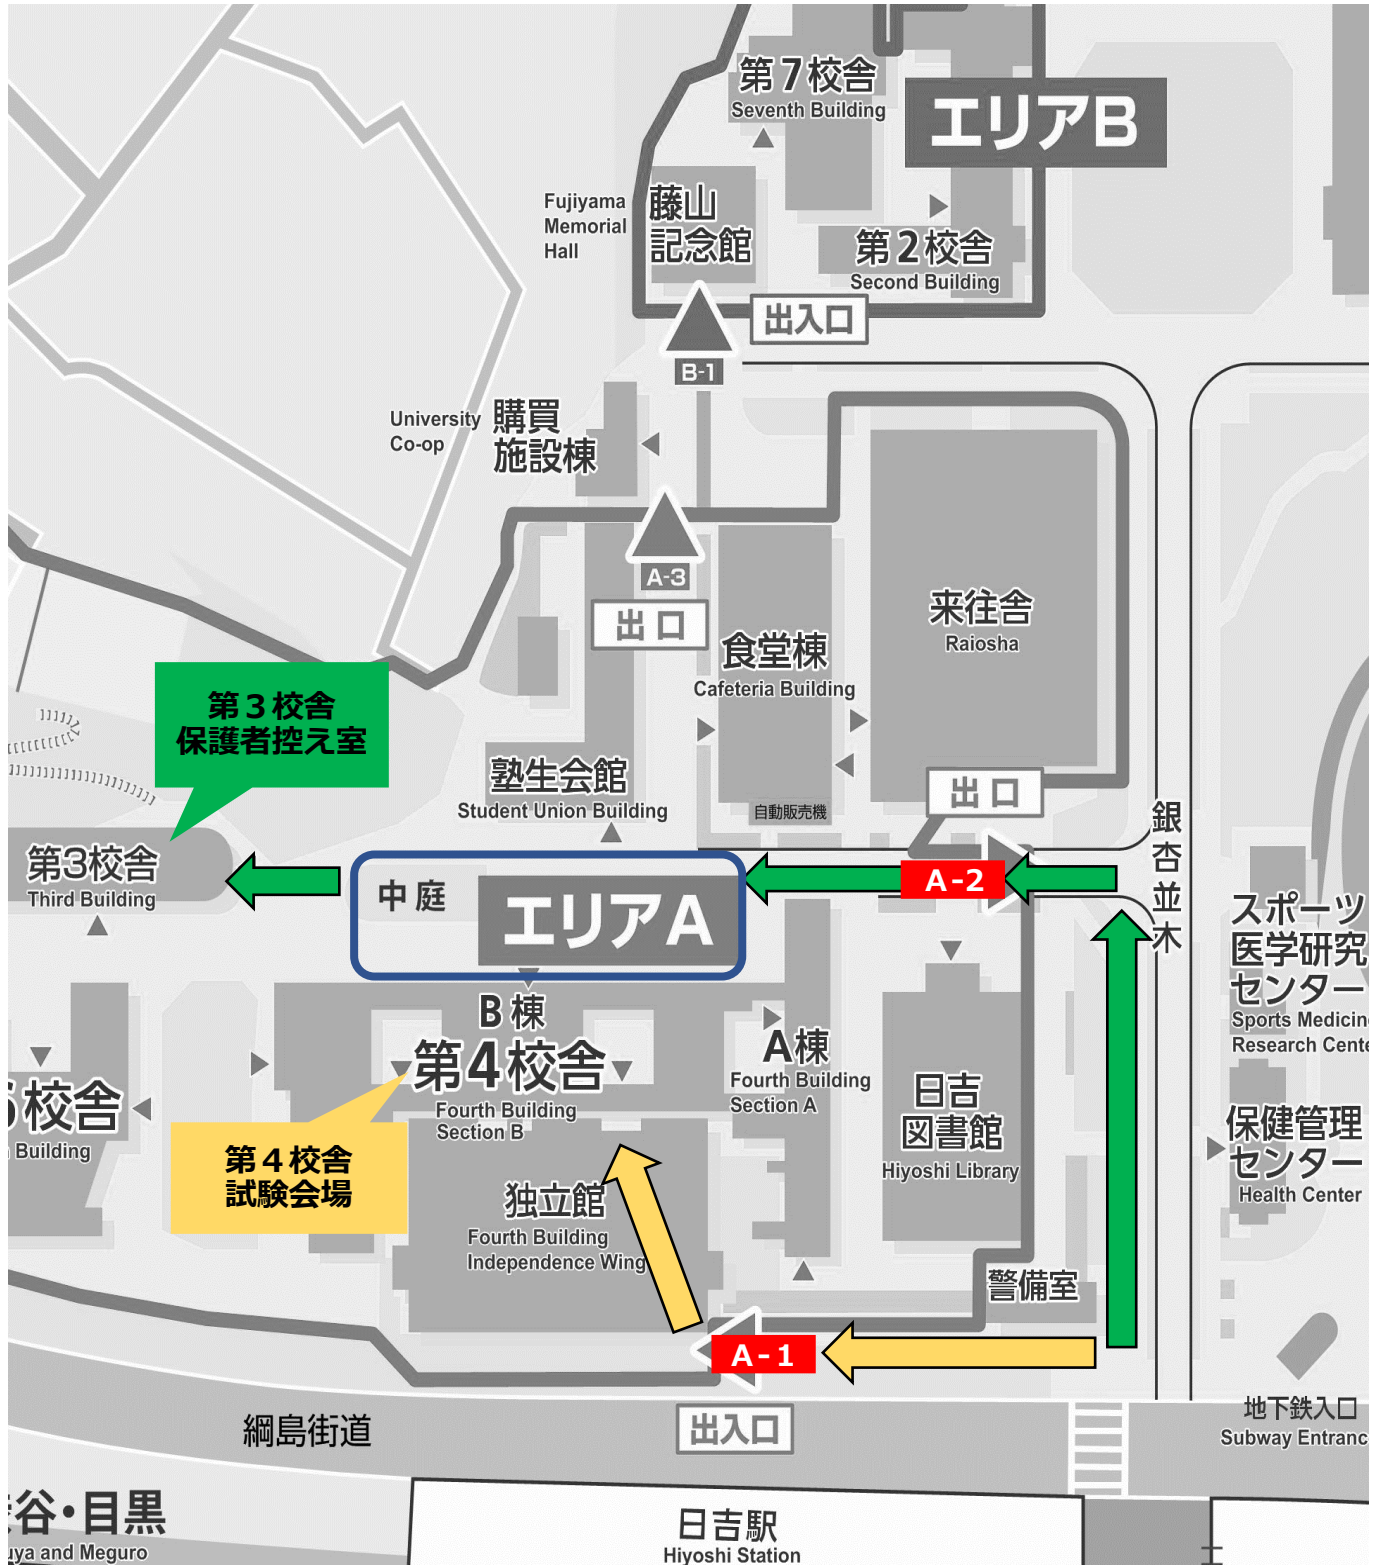 第7校舎
Seventh Building
エリアB
Fujiyama
Memorial
Hall
藤山
記念館
第2校舎
Second Building
出入口
B-1
University
Co-op
購買
施設棟
A-3
出口
食堂棟
Cafeteria Building
来往舎
Raiosha
第３校舎
保護者控え室
塾生会館
Student Union Building
自動販売機
出口
銀杏並木
第3校舎
Third Building
中庭
エリアA
A-2
スポーツ
医学研究
センター
Sports Medicin
Research Cente
B棟
第4校舎
Fourth Building
Section B
A棟
Fourth Building
Section A
日吉
図書館
Hiyoshi Library
校舎
Building
保健管理
センター
Health Center
第４校舎
試験会場
独立館
Fourth Building
Independence Wing
警備室
A-1
地下鉄入口
Subway Entranc
綱島街道
出入口
谷・目黒
uya and Meguro
日吉駅
Hiyoshi Station